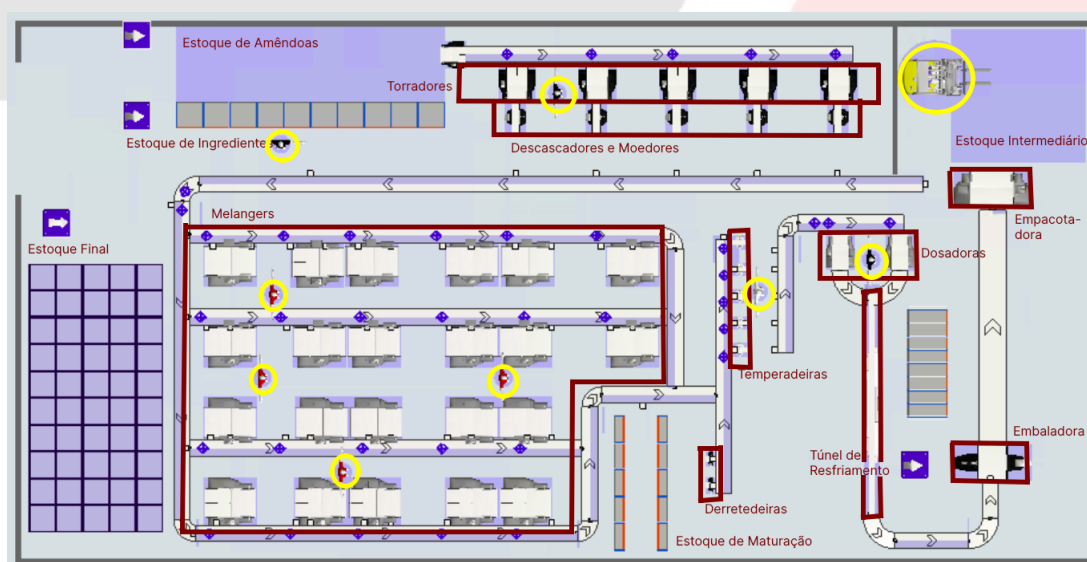 Estoque de Amêndoas
Torradores
Estoque de Ingredientes
Descascadores e Moedores
Estoque Intermediário
Melangers
Empacota-
dora
Estoque Final
Dosadoras
Temperadeiras
Embaladora
Túnel de
Resfriamento
Derretedeiras
Estoque de Maturação